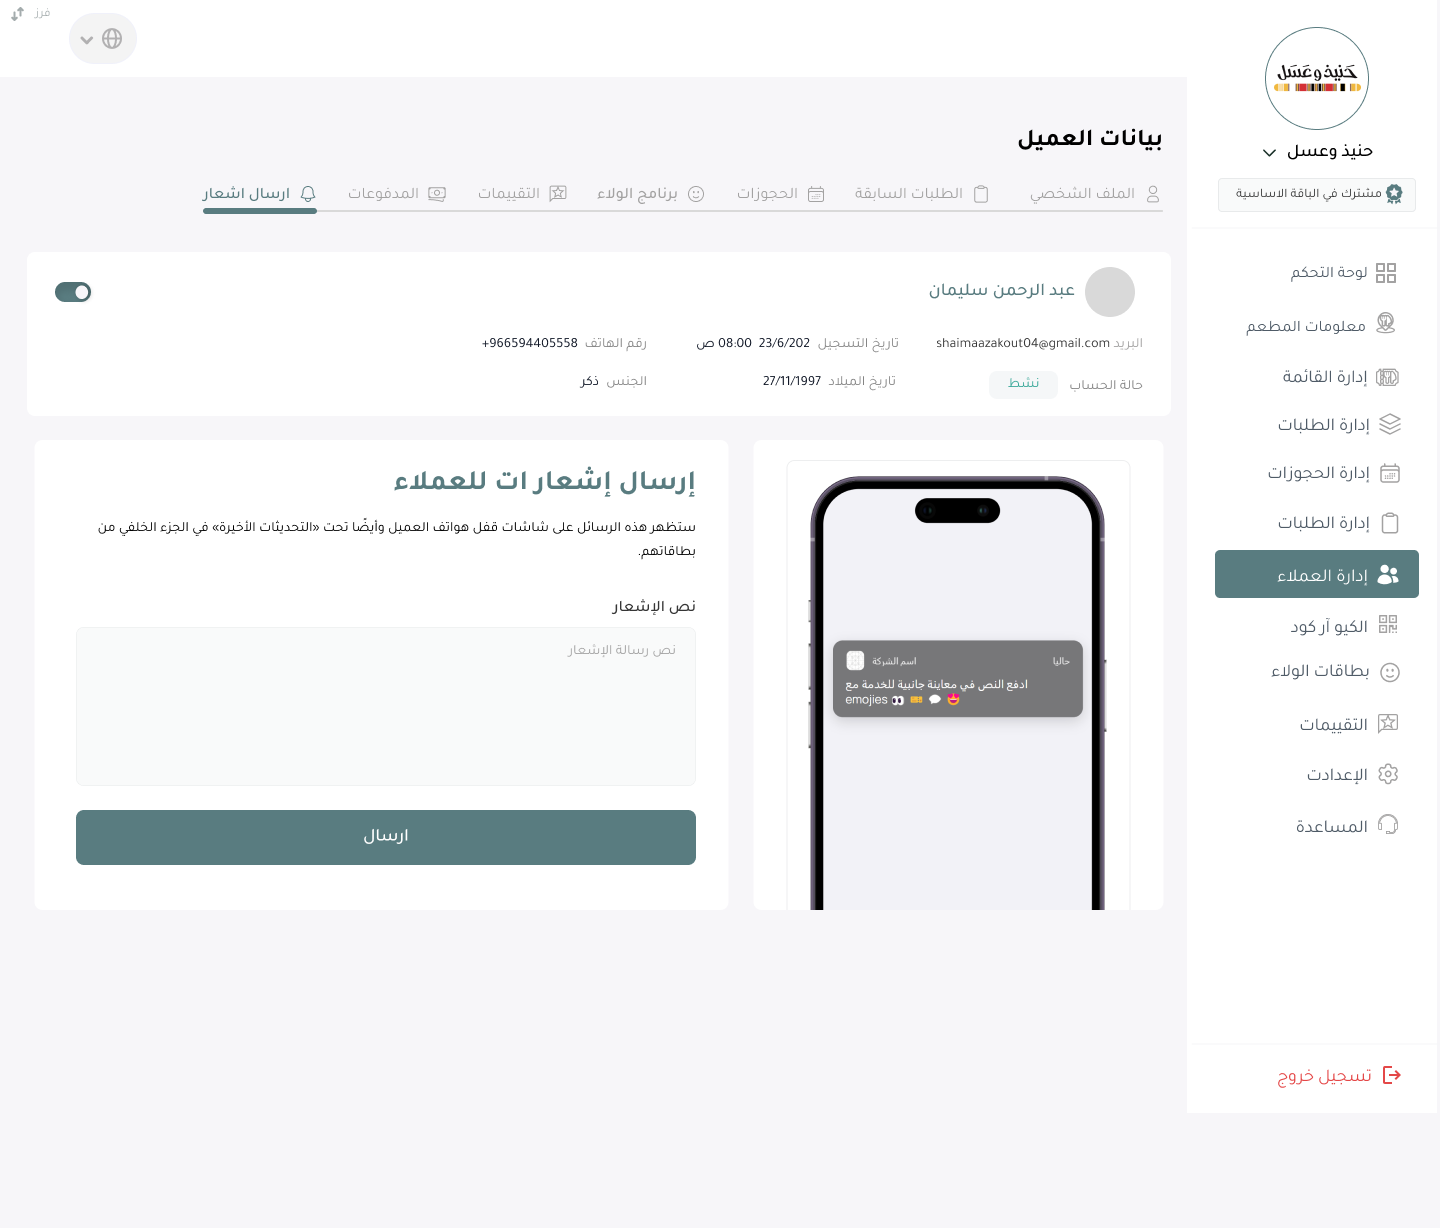 فرز
حَنيذ وعَسَل
حنيذ وعسل
مشترك في الباقة الاساسية
لوحة التحكم
معلومات المطعم
إدارة القائمة
إدارة الطلبات
إدارة الحجوزات
إدارة الطلبات
إدارة العملاء
الكيو آر كود
بطاقات الولاء
التقييمات
الإعدادت
المساعدة
تسجيل خروج
بيانات العميل
الملف الشخصي
الطلبات السابقة
الحجوزات
برنامج الولاء
التقييمات
المدفوعات
ارسال اشعار
عبد الرحمن سليمان
البريد shaimaazakout04@gmail.com
تاريخ التسجيل 23/6/202 08:00 ص
رقم الهاتف +966594405558
حالة الحساب نشط
تاريخ الميلاد 27/11/1997
الجنس ذكر
اسم الشركة
حاليا
ادفع النص في معاينة جانبية للخدمة مع
emojies 👀 🎫 💬 😍
إرسال إشعار ات للعملاء
ستظهر هذه الرسائل على شاشات قفل هواتف العميل وأيضًا تحت «التحديثات الأخيرة» في الجزء الخلفي من
بطاقاتهم.
نص الإشعار
نص رسالة الإشعار
ارسال